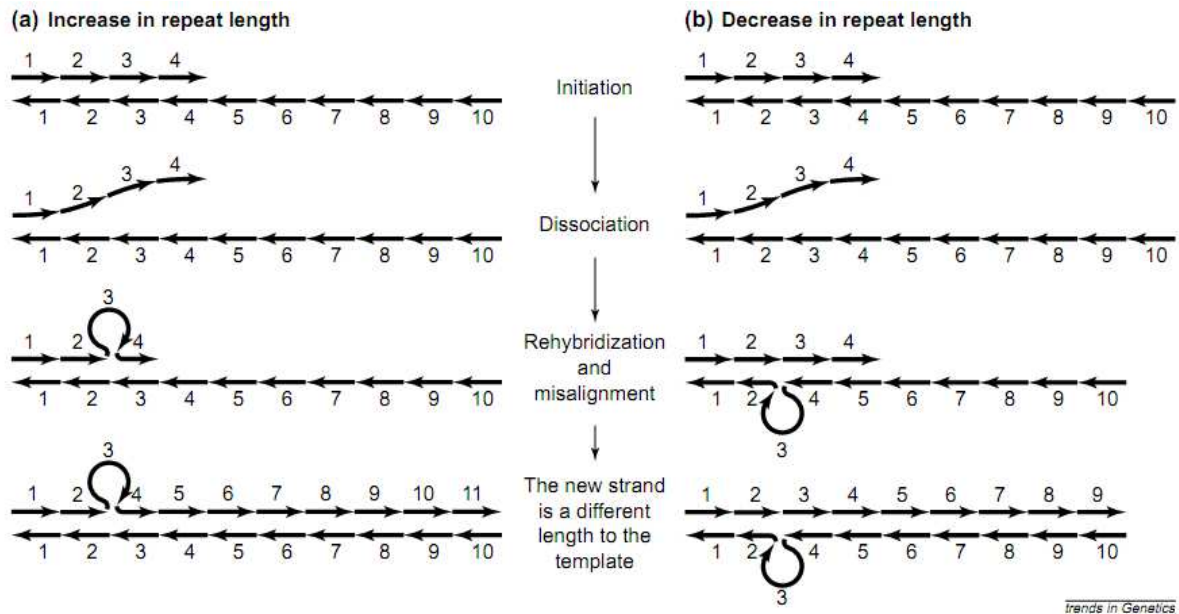 (a) Increase in repeat length
(b) Decrease in repeat length
1 2 3 4
1 2 3 4 5 6 7 8 9 10
Initiation
1 2 3 4
1 2 3 4 5 6 7 8 9 10
1 2 3 4
1 2 3 4 5 6 7 8 9 10
Dissociation
1 2 3 4
1 2 3 4 5 6 7 8 9 10
3
1 2 4
1 2 3 4 5 6 7 8 9 10
Rehybridization
and
misalignment
1 2 3 4
1 2 4 5 6 7 8 9 10
3
3
1 2 4 5 6 7 8 9 10 11
1 2 3 4 5 6 7 8 9 10
The new strand
is a different
length to the
template
1 2 3 4 5 6 7 8 9
1 2 4 5 6 7 8 9 10
3
trends in Genetics